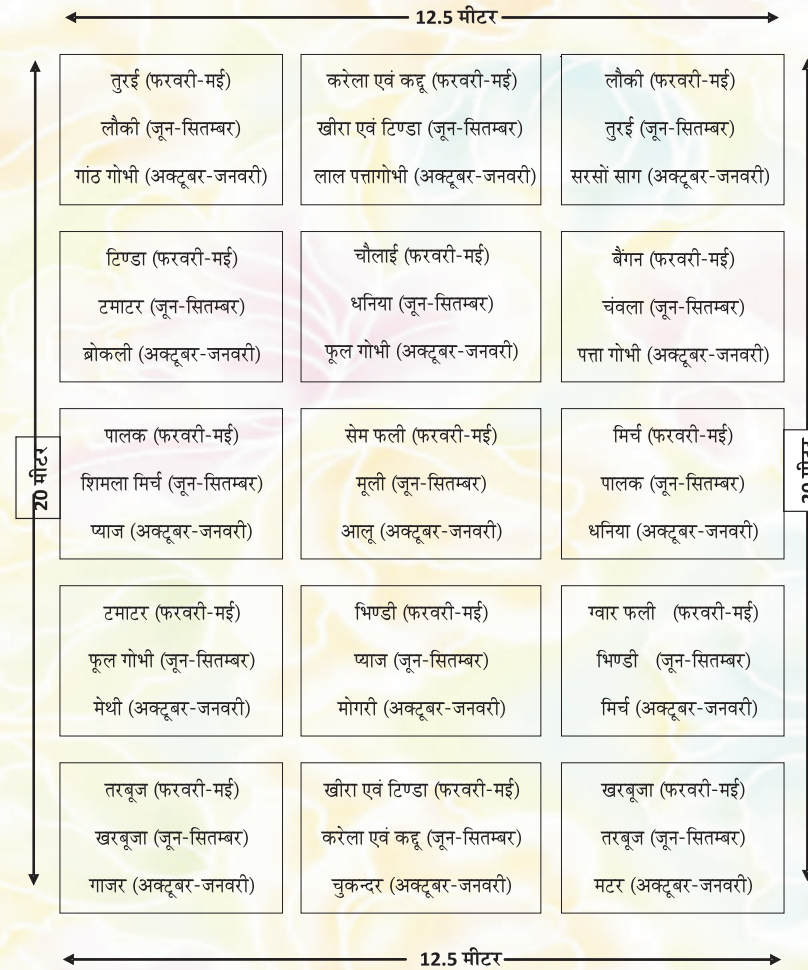 12.5 मीटर
तुरई (फरवरी-मई)
लौकी (जून-सितम्बर)
गांठ गोभी (अक्टूबर-जनवरी)
करेला एवं कद्दू (फरवरी-मई)
खीरा एवं टिण्डा (जून-सितम्बर)
लाल पत्तागोभी (अक्टूबर-जनवरी)
लौकी (फरवरी-मई)
तुरई (जून-सितम्बर)
सरसों साग (अक्टूबर-जनवरी)
टिण्डा (फरवरी-मई)
टमाटर (जून-सितम्बर)
ब्रोकली (अक्टूबर-जनवरी)
चौलाई (फरवरी-मई)
धनिया (जून-सितम्बर)
फूल गोभी (अक्टूबर-जनवरी)
बैंगन (फरवरी-मई)
चंवला (जून-सितम्बर)
पत्ता गोभी (अक्टूबर-जनवरी)
20 मीटर
पालक (फरवरी-मई)
शिमला मिर्च (जून-सितम्बर)
प्याज (अक्टूबर-जनवरी)
सेम फली (फरवरी-मई)
मूली (जून-सितम्बर)
आलू (अक्टूबर-जनवरी)
मिर्च (फरवरी-मई)
पालक (जून-सितम्बर)
धनिया (अक्टूबर-जनवरी)
20 मीटर
टमाटर (फरवरी-मई)
फूल गोभी (जून-सितम्बर)
मेथी (अक्टूबर-जनवरी)
भिण्डी (फरवरी-मई)
प्याज (जून-सितम्बर)
मोगरी (अक्टूबर-जनवरी)
ग्वार फली (फरवरी-मई)
भिण्डी (जून-सितम्बर)
मिर्च (अक्टूबर-जनवरी)
तरबूज (फरवरी-मई)
खरबूजा (जून-सितम्बर)
गाजर (अक्टूबर-जनवरी)
खीरा एवं टिण्डा (फरवरी-मई)
करेला एवं कद्दू (जून-सितम्बर)
चुकन्दर (अक्टूबर-जनवरी)
खरबूजा (फरवरी-मई)
तरबूज (जून-सितम्बर)
मटर (अक्टूबर-जनवरी)
12.5 मीटर